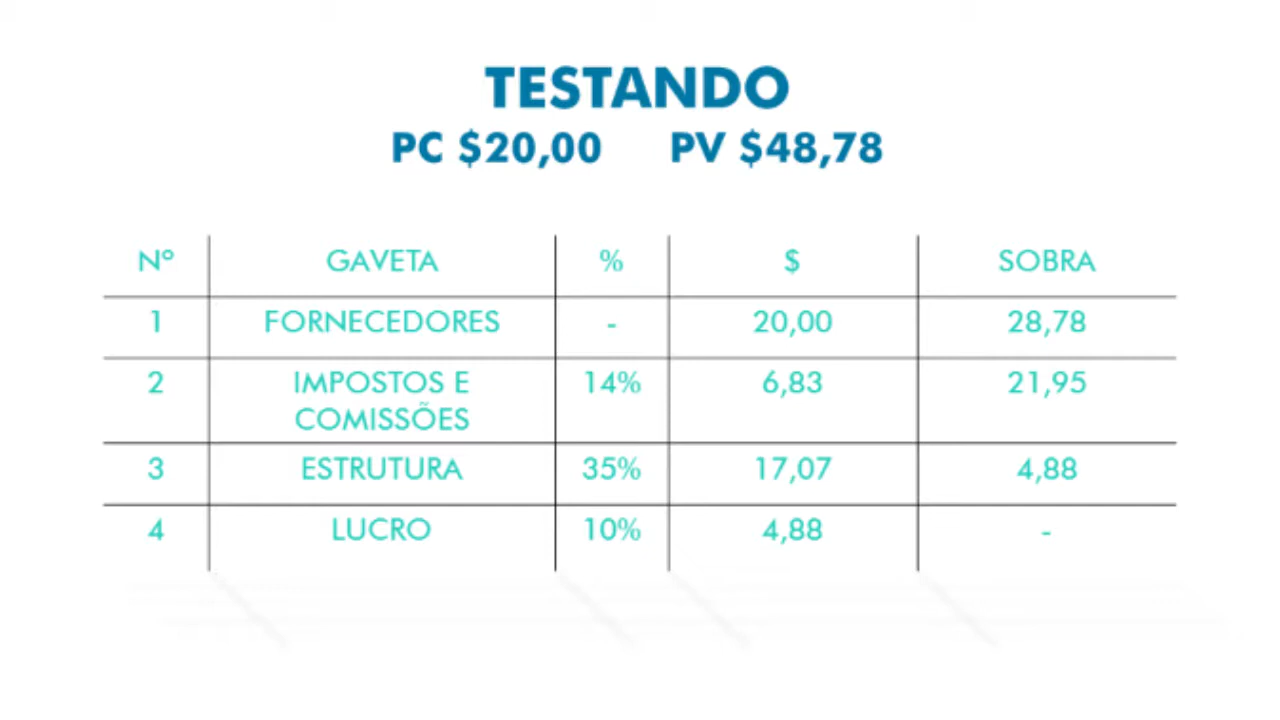 TESTANDO
PC $20,00 PV $48,78
Nº GAVETA % $ SOBRA
1 FORNECEDORES - 20,00 28,78
2 IMPOSTOS E 14% 6,83 21,95
COMISSÕES
3 ESTRUTURA 35% 17,07 4,88
4 LUCRO 10% 4,88 -